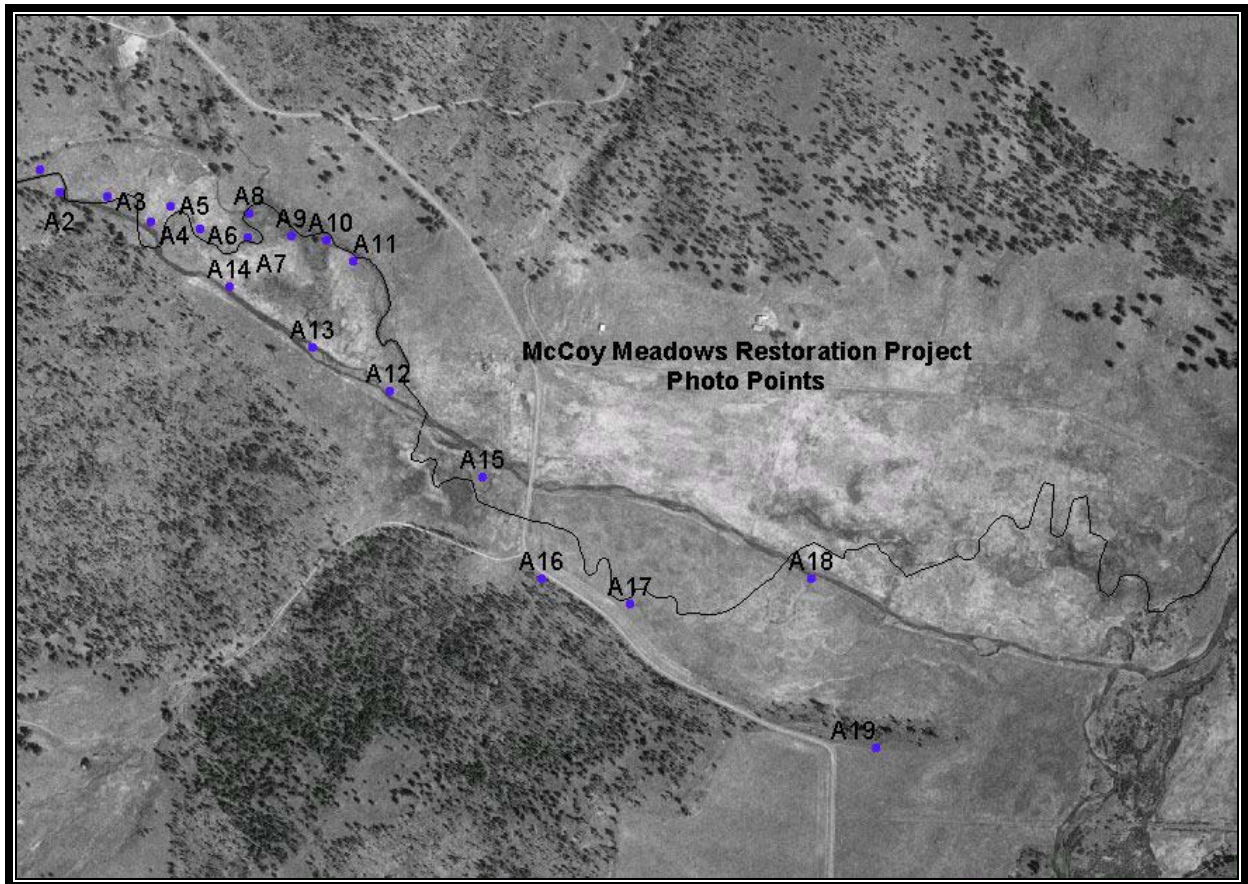 A2
A3
A4
A5
A6
A7
A8
A9
A10
A11
A14
A13
A12
McCoy Meadows Restoration Project
Photo Points
A15
A16
A17
A18
A19